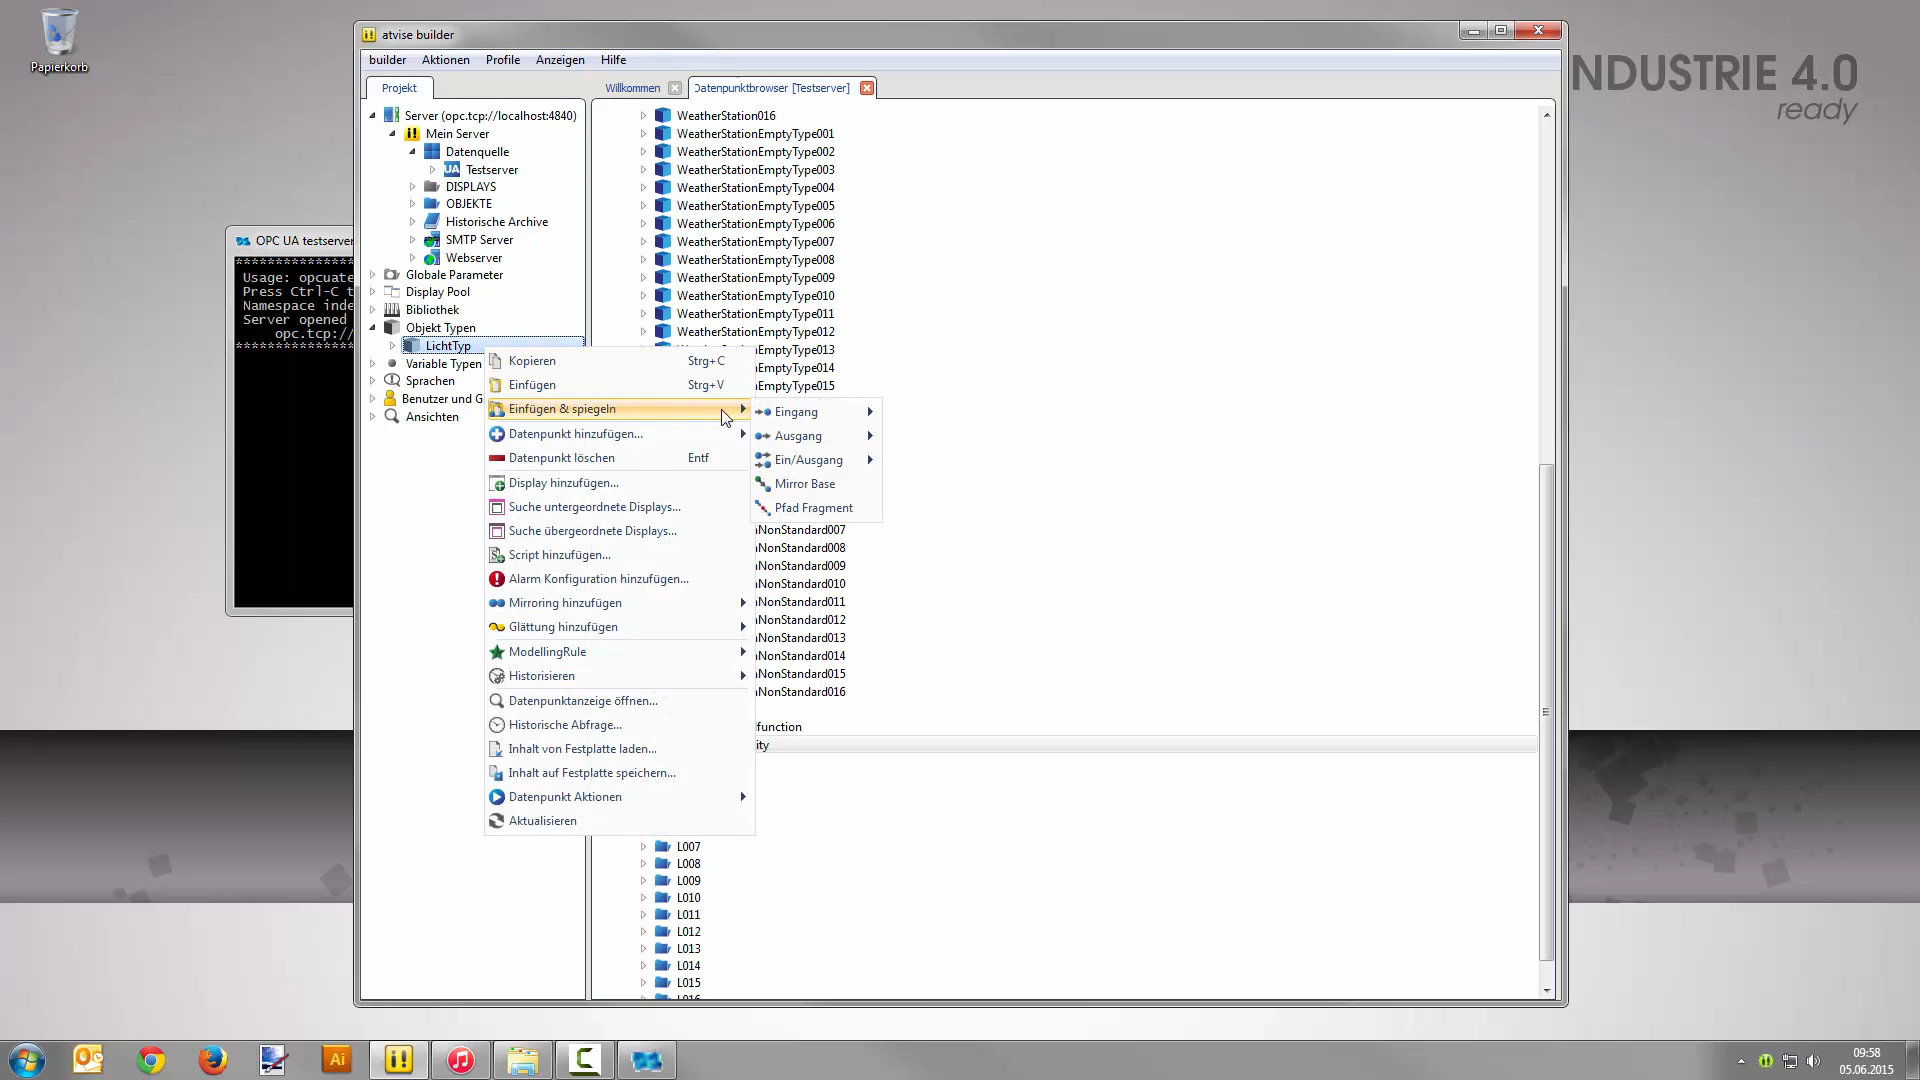 Papierkorb
atvise builder
builder Aktionen Profile Anzeigen Hilfe
NDUSTRIE 4.0
ready
Projekt
Willkommen
Datenpunktbrowser [Testserver]
Server (opc.tcp://localhost:4840)
Mein Server
Datenquelle
UA Testserver
DISPLAYS
OBJEKTE
Historische Archive
SMTP Server
Webserver
Globale Parameter
Display Pool
Bibliothek
Objekt Typen
LichtTyp
Variable Typen
Sprachen
Benutzer und G
Ansichten
OPC UA testserver
*****************
Usage: opcuate
Press Ctrl-C t
Namespace inde
Server opened
opc.tcp://
*****************
WeatherStation016
WeatherStationEmptyType001
WeatherStationEmptyType002
WeatherStationEmptyType003
WeatherStationEmptyType004
WeatherStationEmptyType005
WeatherStationEmptyType006
WeatherStationEmptyType007
WeatherStationEmptyType008
WeatherStationEmptyType009
WeatherStationEmptyType010
WeatherStationEmptyType011
WeatherStationEmptyType012
EmptyType013
EmptyType014
EmptyType015
Kopieren Strg+C
Einfügen Strg+V
Einfügen & spiegeln
Datenpunkt hinzufügen...
Datenpunkt löschen Entf
Display hinzufügen...
Suche untergeordnete Displays...
Suche übergeordnete Displays...
Script hinzufügen...
Alarm Konfiguration hinzufügen...
Mirroring hinzufügen
Glättung hinzufügen
ModellingRule
Historisieren
Datenpunktanzeige öffnen...
Historische Abfrage...
Inhalt von Festplatte laden...
Inhalt auf Festplatte speichern...
Datenpunkt Aktionen
Aktualisieren
Eingang
Ausgang
Ein/Ausgang
Mirror Base
Pfad Fragment
NonStandard007
NonStandard008
NonStandard009
NonStandard010
NonStandard011
NonStandard012
NonStandard013
NonStandard014
NonStandard015
NonStandard016
function
ity
L007
L008
L009
L010
L011
L012
L013
L014
L015
L016
Ai
09:58
05.06.2015